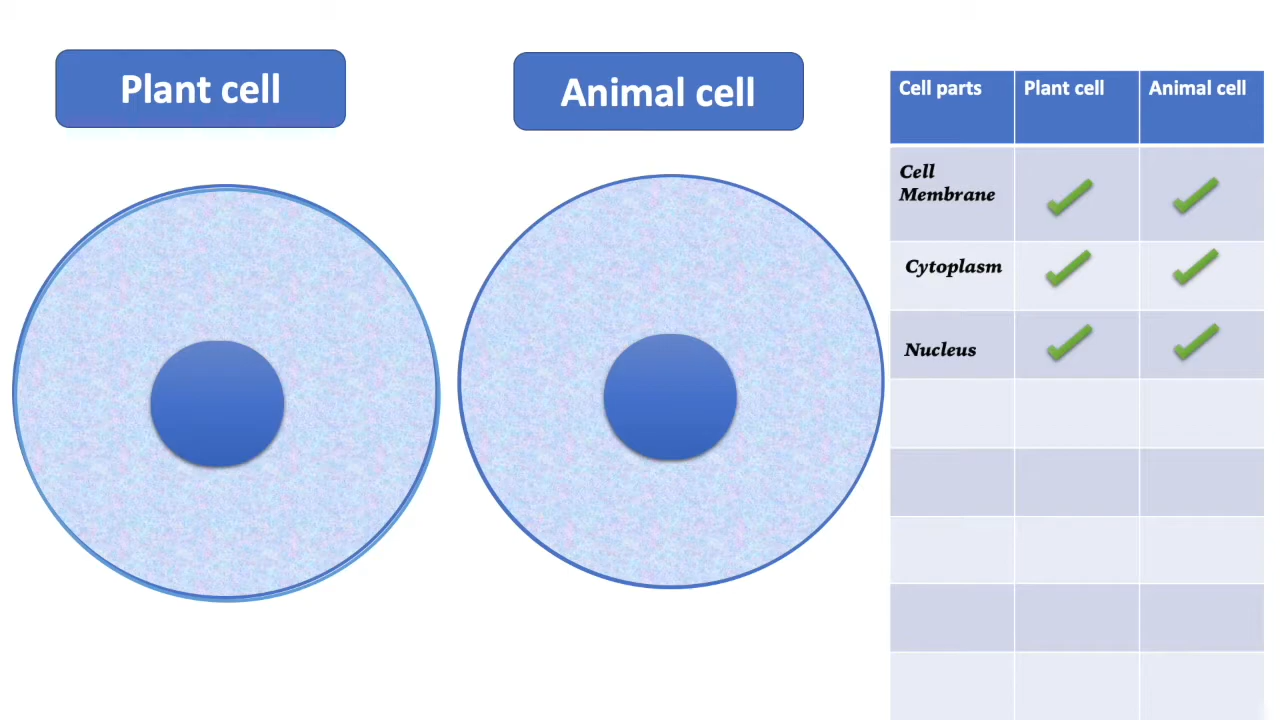 Plant cell
Animal cell
Cell parts Plant cell Animal cell
Cell
Membrane
Cytoplasm
Nucleus